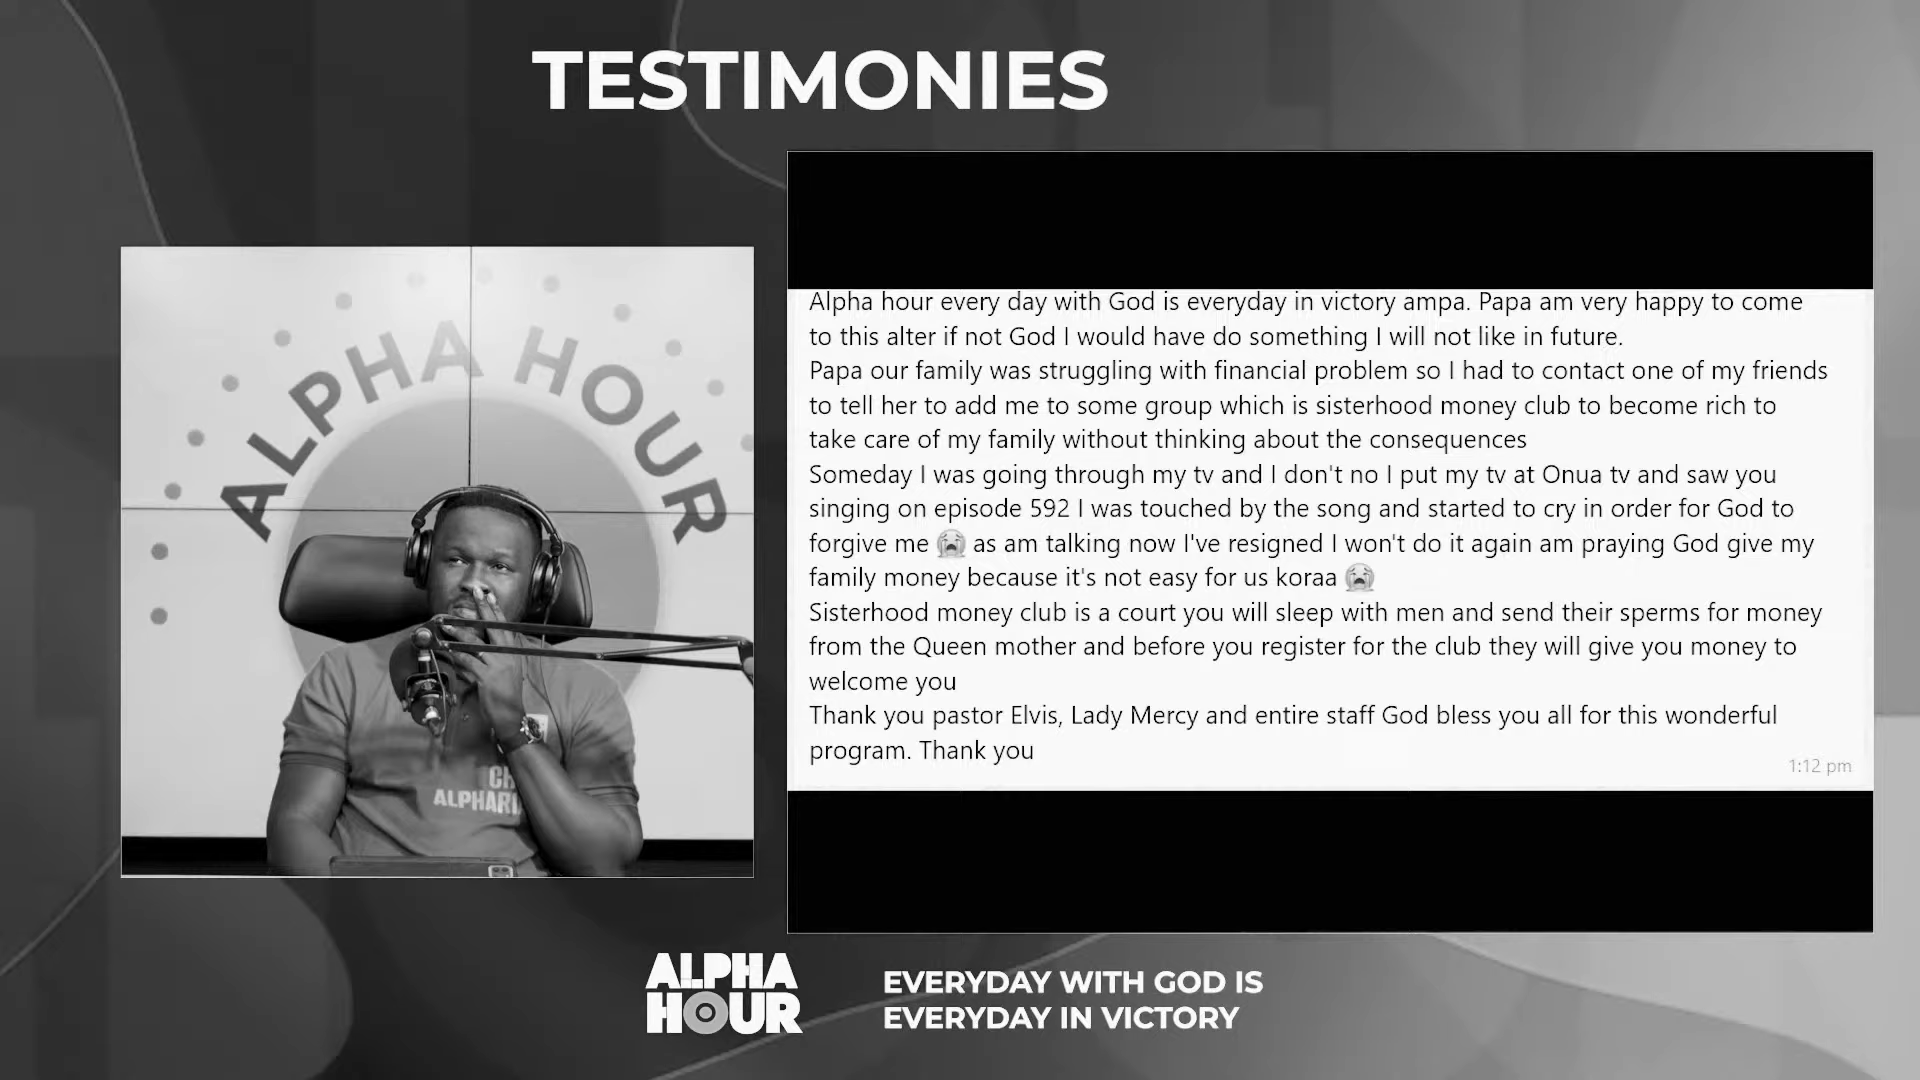 TESTIMONIES
ALPHA HOUR
CH
ALPHARI
Alpha hour every day with God is everyday in victory ampa. Papa am very happy to come
to this alter if not God I would have do something I will not like in future.
Papa our family was struggling with financial problem so I had to contact one of my friends
to tell her to add me to some group which is sisterhood money club to become rich to
take care of my family without thinking about the consequences
Someday I was going through my tv and I don't no I put my tv at Onua tv and saw you
singing on episode 592 I was touched by the song and started to cry in order for God to
forgive me 😭 as am talking now I've resigned I won't do it again am praying God give my
family money because it's not easy for us koraa 😭
Sisterhood money club is a court you will sleep with men and send their sperms for money
from the Queen mother and before you register for the club they will give you money to
welcome you
Thank you pastor Elvis, Lady Mercy and entire staff God bless you all for this wonderful
program. Thank you
1:12 pm
ALPHA
HOUR
EVERYDAY WITH GOD IS
EVERYDAY IN VICTORY